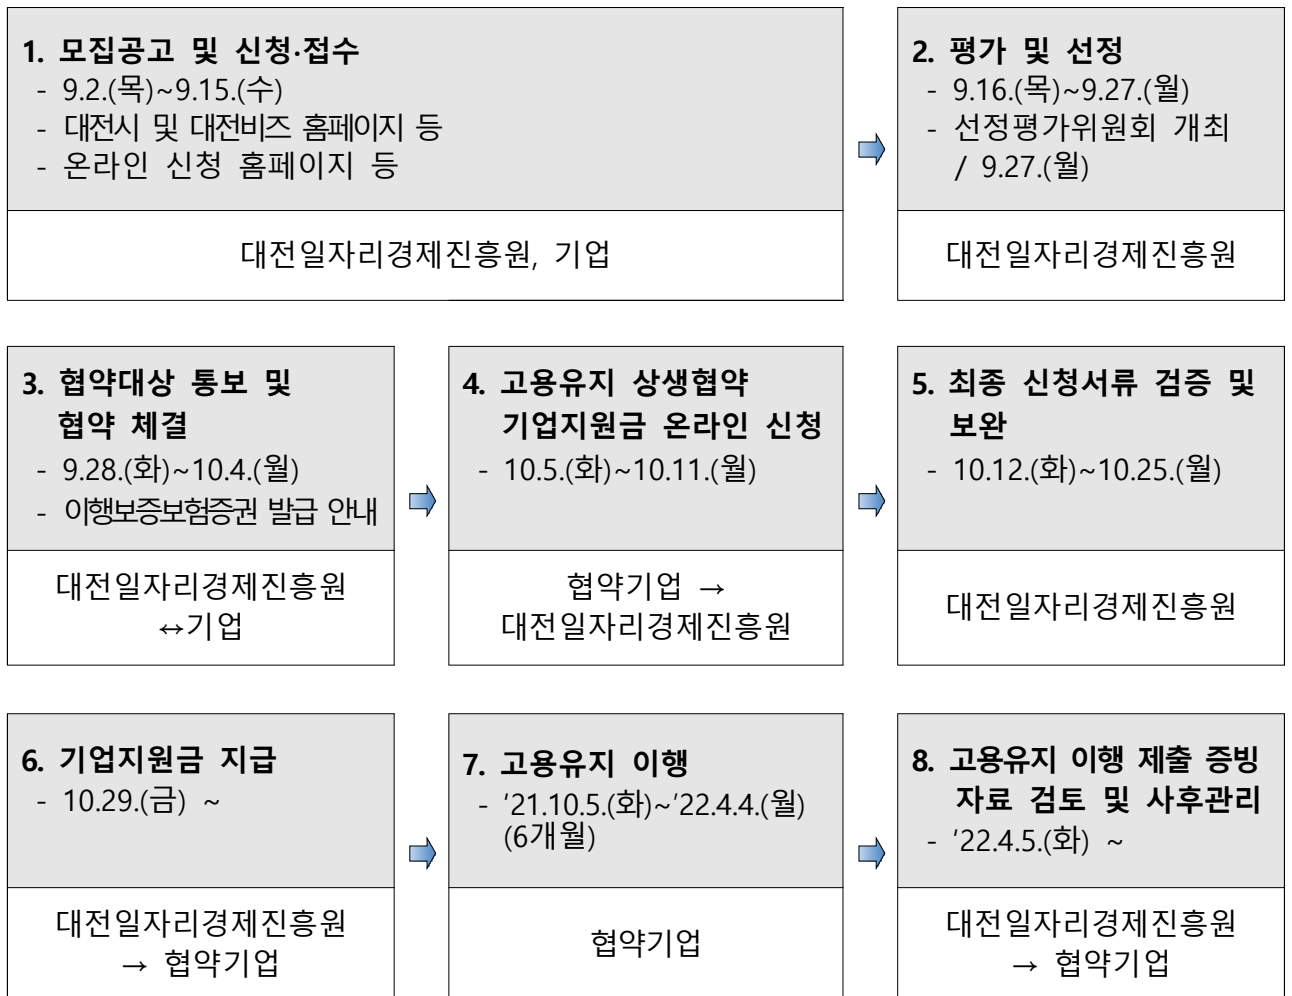 1. 모집공고 및 신청·접수
- 9.2.(목)~9.15.(수)
- 대전시 및 대전비즈 홈페이지 등
- 온라인 신청 홈페이지 등
대전일자리경제진흥원, 기업
2. 평가 및 선정
- 9.16.(목)~9.27.(월)
- 선정평가위원회 개최
/ 9.27.(월)
대전일자리경제진흥원
3. 협약대상 통보 및
협약 체결
- 9.28.(화)~10.4.(월)
- 이행보증보험증권 발급 안내
대전일자리경제진흥원
↔기업
4. 고용유지 상생협약
기업지원금 온라인 신청
- 10.5.(화)~10.11.(월)
협약기업 →
대전일자리경제진흥원
5. 최종 신청서류 검증 및
보완
- 10.12.(화)~10.25.(월)
대전일자리경제진흥원
6. 기업지원금 지급
- 10.29.(금) ~
대전일자리경제진흥원
→ 협약기업
7. 고용유지 이행
- '21.10.5.(화)~'22.4.4.(월)
(6개월)
협약기업
8. 고용유지 이행 제출 증빙
자료 검토 및 사후관리
- '22.4.5.(화) ~
대전일자리경제진흥원
→ 협약기업